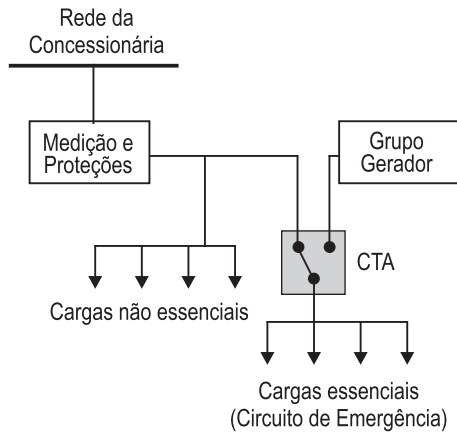 Rede da
Concessionária
Medição e
Proteções
Grupo
Gerador
CTA
Cargas não essenciais
Cargas essenciais
(Circuito de Emergência)